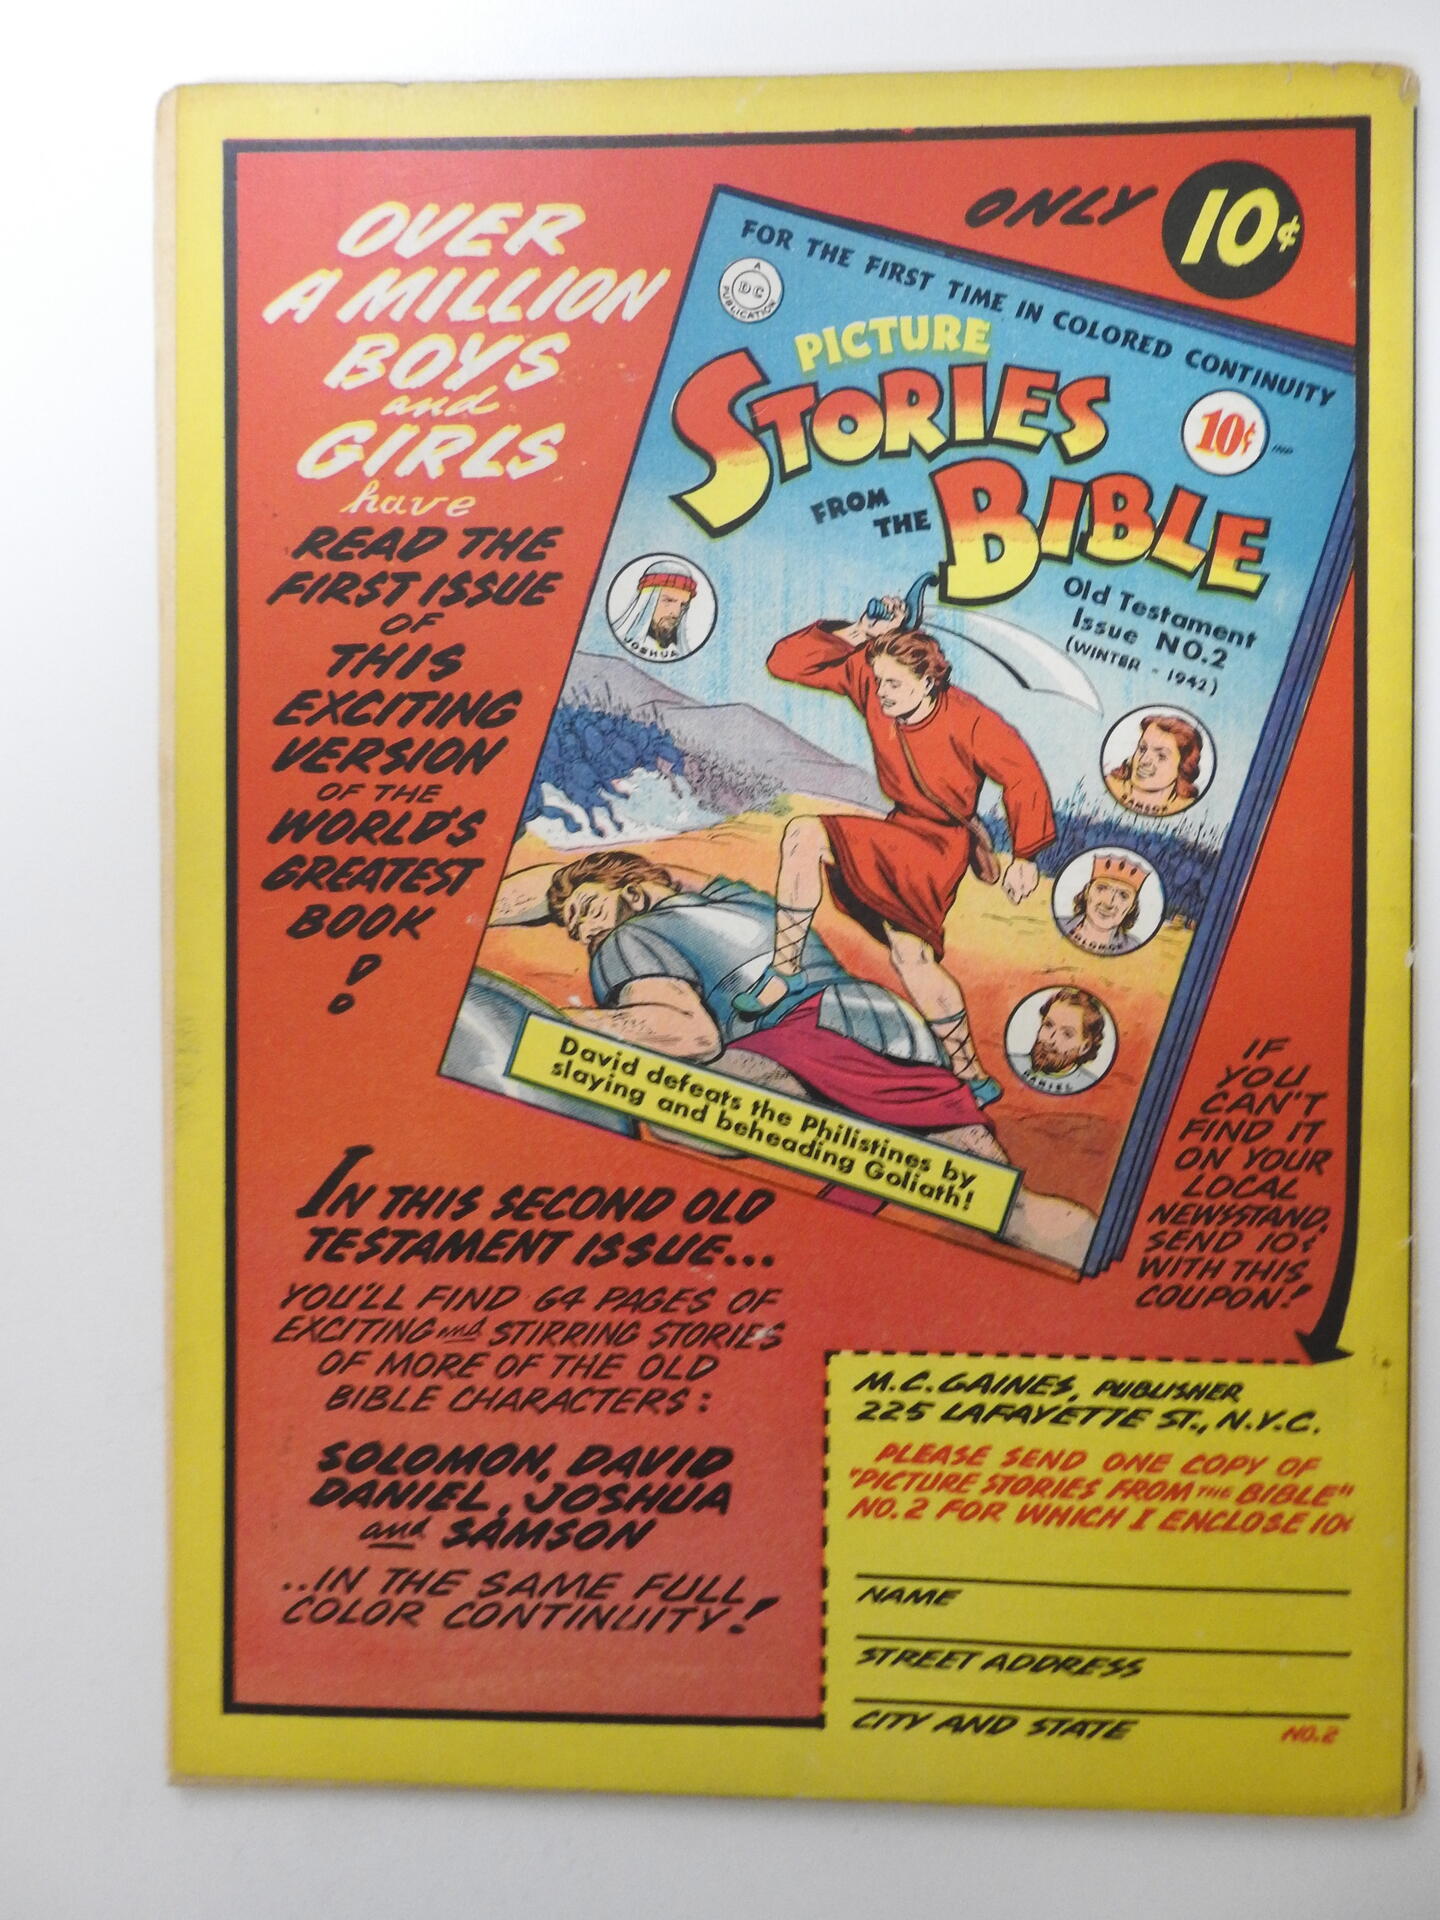 OVER
A MILLION
BOYS
and
GIRLS
have
READ THE
FIRST ISSUE
OF
THIS
EXCITING
VERSION
OF THE
WORLD'S
GREATEST
BOOK
!
ONLY 10¢
FOR THE FIRST TIME IN COLORED CONTINUITY
A
DC
PUBLICATION
PICTURE
STORIES
10¢
FROM
THE
BIBLE
Old Testament
Issue NO.2
(WINTER - 1942)
JOSHUA
SAMSON
SOLOMON
DANIEL
David defeats the Philistines by
slaying and beheading Goliath!
IN THIS SECOND OLD
TESTAMENT ISSUE...
YOU'LL FIND 64 PAGES OF
EXCITING and STIRRING STORIES
OF MORE OF THE OLD
BIBLE CHARACTERS:
SOLOMON, DAVID
DANIEL, JOSHUA
and SAMSON
..IN THE SAME FULL
COLOR CONTINUITY!
IF
YOU
CAN'T
FIND IT
ON YOUR
LOCAL
NEWSSTAND,
SEND 10¢
WITH THIS
COUPON!
M.C. GAINES, PUBLISHER
225 LAFAYETTE ST., N.Y.C.
PLEASE SEND ONE COPY OF
"PICTURE STORIES FROM THE BIBLE"
NO.2 FOR WHICH I ENCLOSE 10¢
NAME
STREET ADDRESS
CITY AND STATE
NO.2